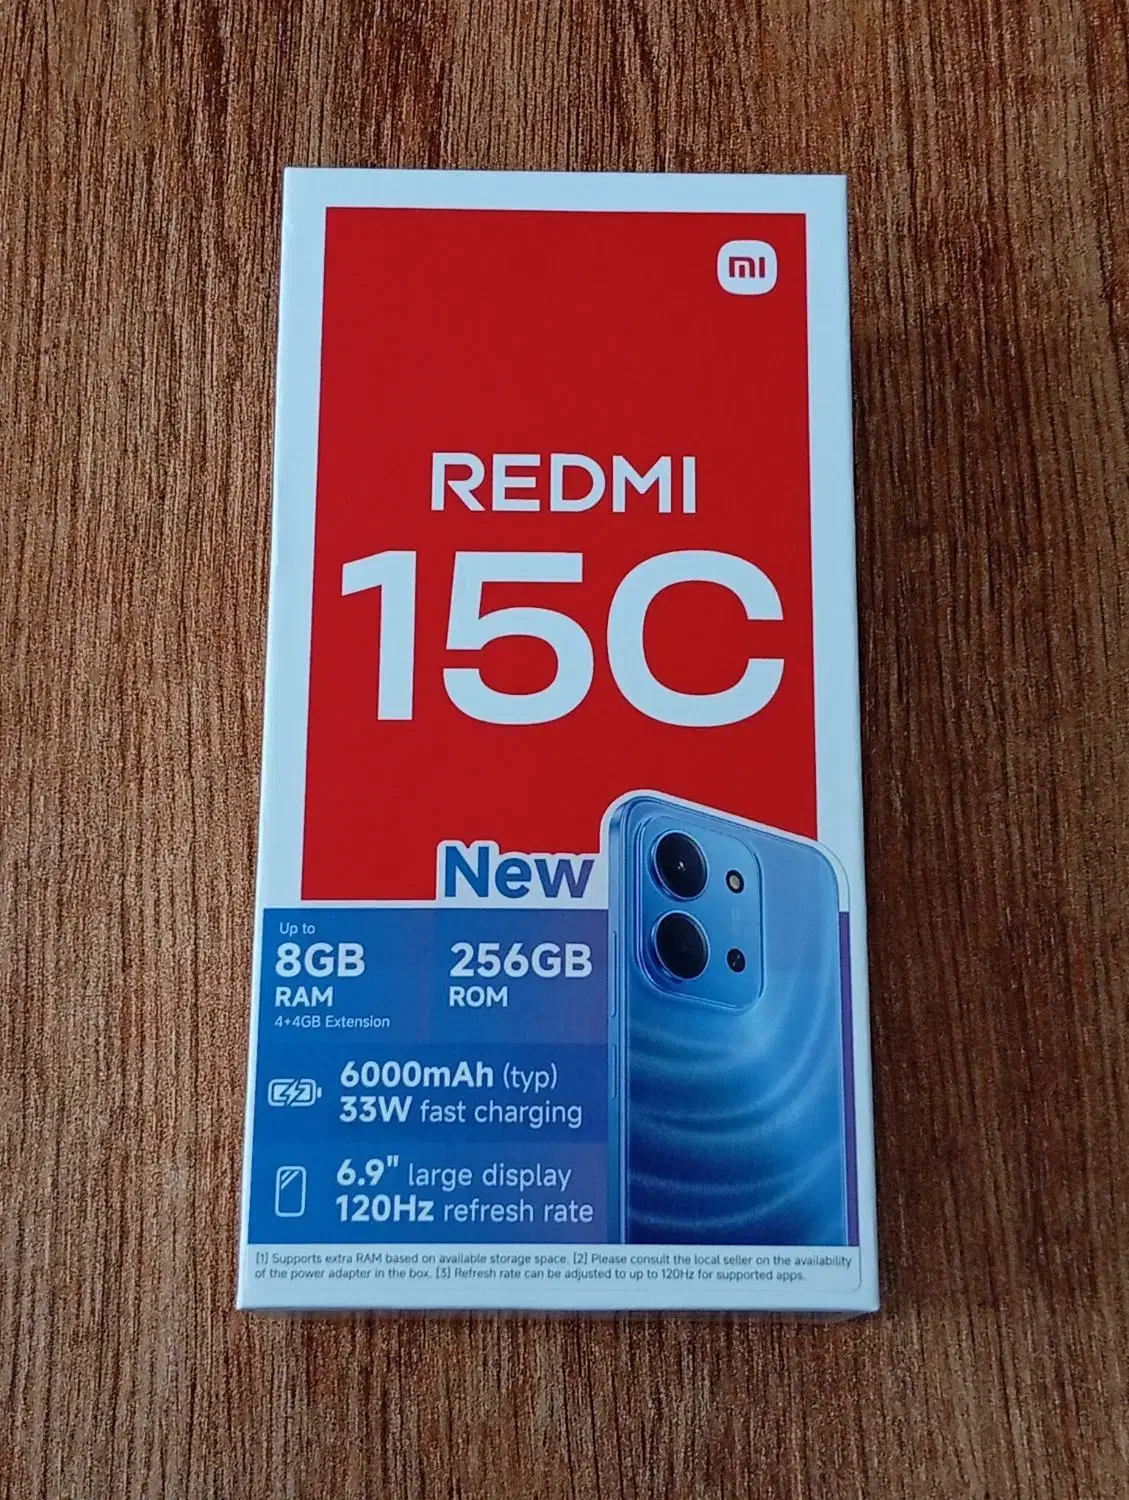 mi
REDMI
15C
New
Up to
8GB
RAM
4+4GB Extension
256GB
ROM
6000mAh (typ)
33W fast charging
6.9" large display
120Hz refresh rate
[1] Supports extra RAM based on available storage space. [2] Please consult the local seller on the availability
of the power adapter in the box. [3] Refresh rate can be adjusted to up to 120Hz for supported apps.